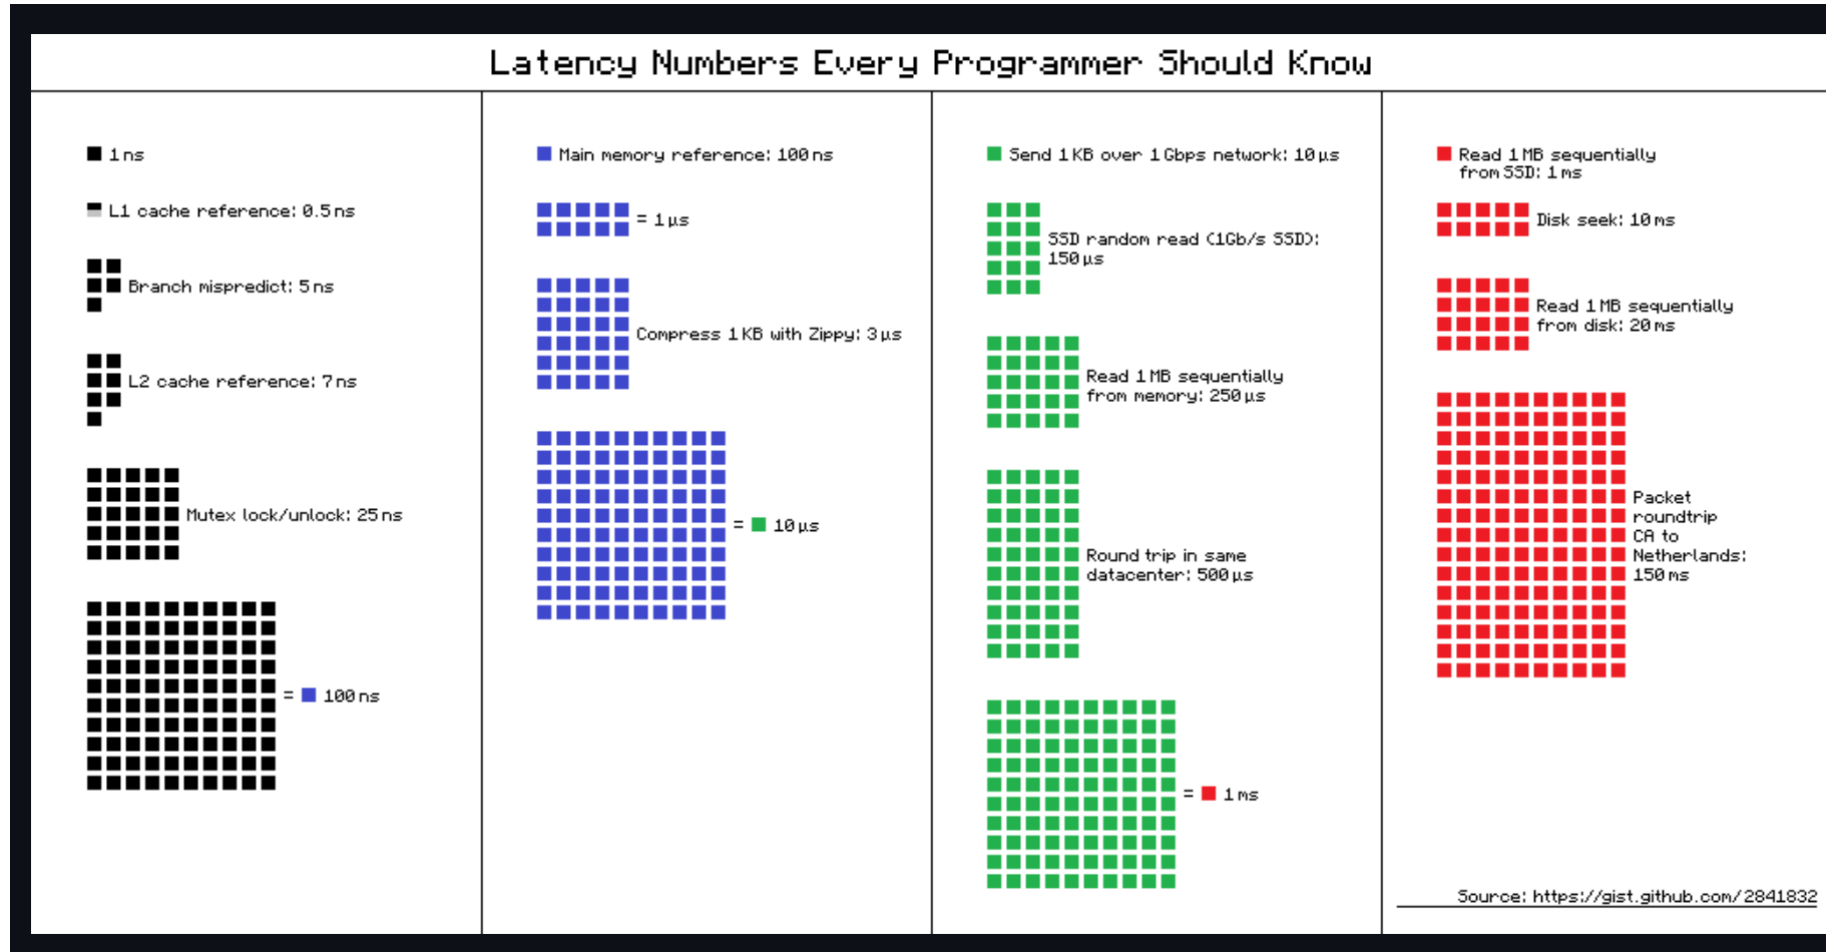 Latency Numbers Every Programmer Should Know
1 ns
L1 cache reference: 0.5 ns
Branch mispredict: 5 ns
L2 cache reference: 7 ns
Mutex lock/unlock: 25 ns
= 100 ns
Main memory reference: 100 ns
= 1 µs
Compress 1 KB with Zippy: 3 µs
= 10 µs
Send 1 KB over 1 Gbps network: 10 µs
SSD random read (1Gb/s SSD):
150 µs
Read 1 MB sequentially
from memory: 250 µs
Round trip in same
datacenter: 500 µs
= 1 ms
Read 1 MB sequentially
from SSD: 1 ms
Disk seek: 10 ms
Read 1 MB sequentially
from disk: 20 ms
Packet
roundtrip
CA to
Netherlands:
150 ms
Source: https://gist.github.com/2841832